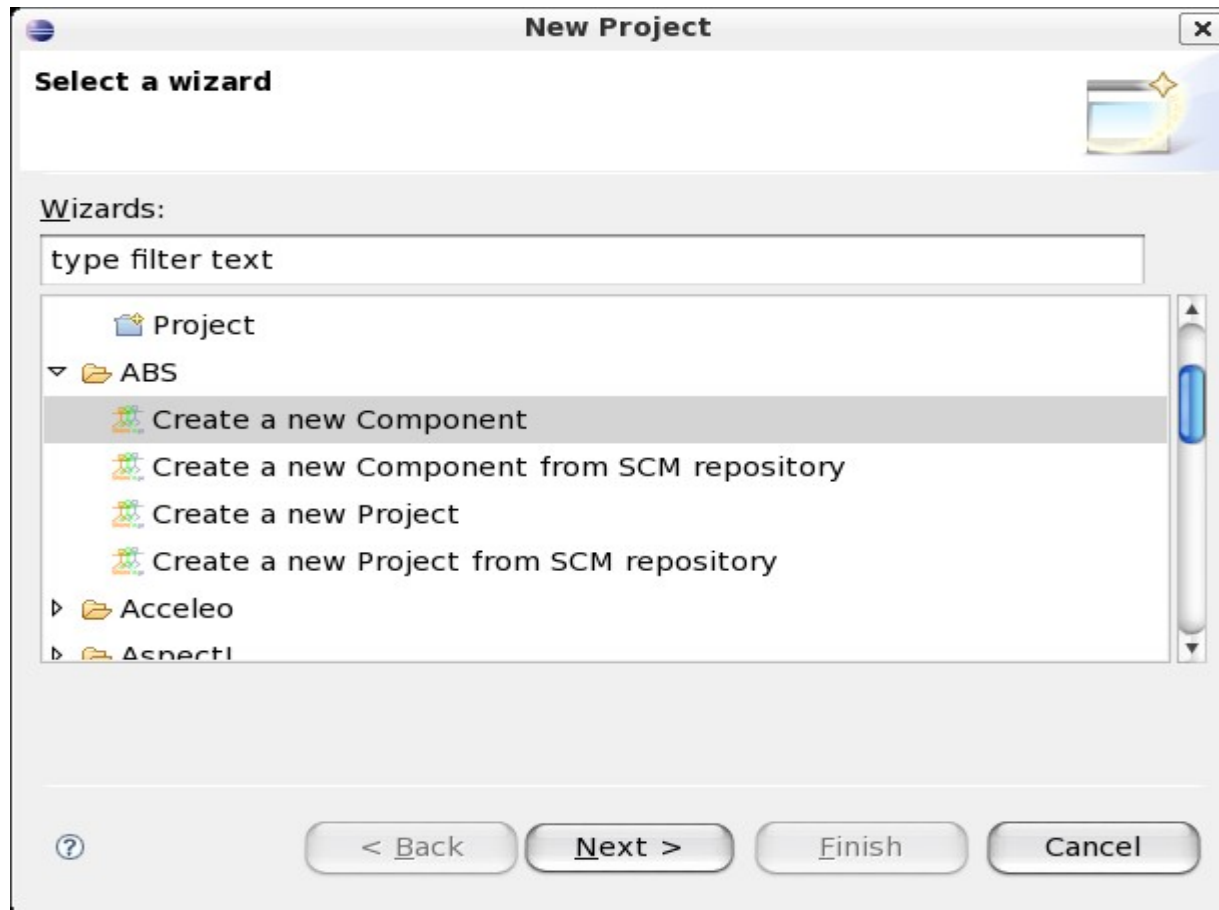 New Project
Select a wizard
Wizards:
type filter text
Project
ABS
Create a new Component
Create a new Component from SCM repository
Create a new Project
Create a new Project from SCM repository
Acceleo
AspectJ
< Back Next > Finish Cancel